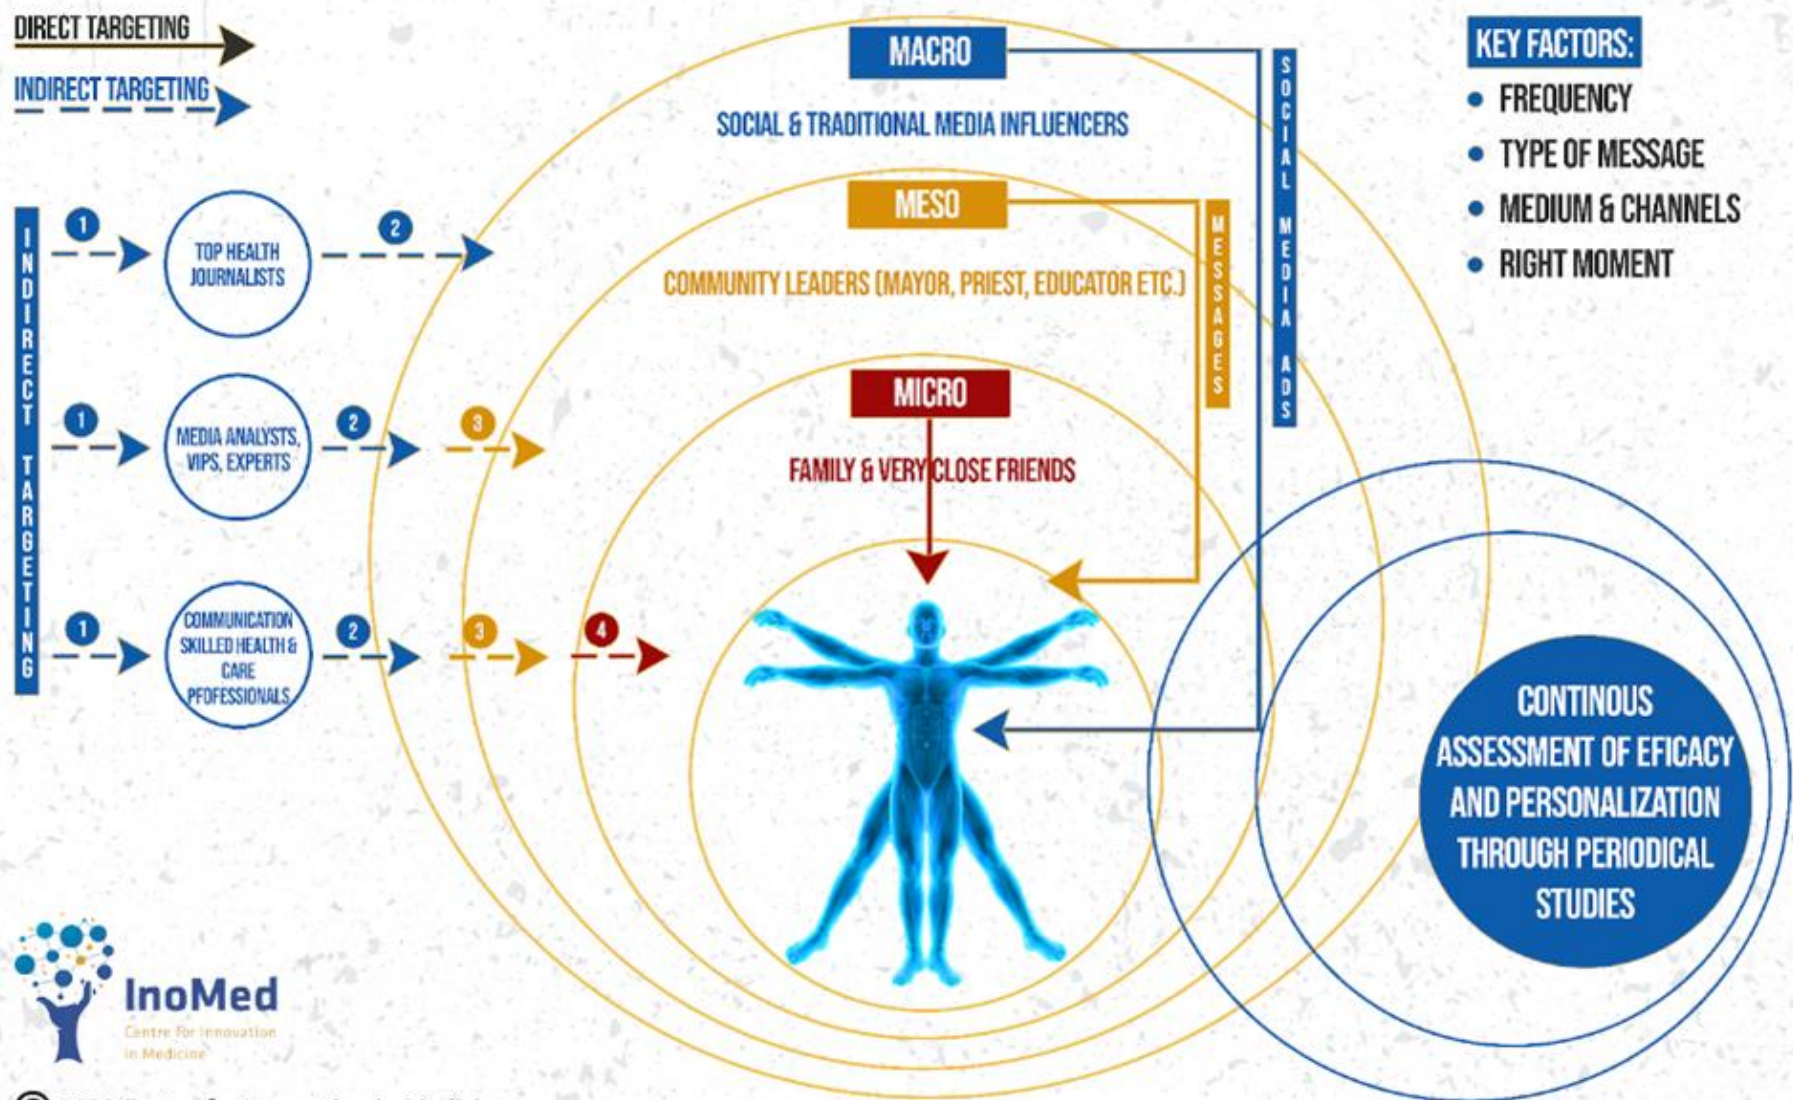 DIRECT TARGETING
INDIRECT TARGETING
MACRO
SOCIAL & TRADITIONAL MEDIA INFLUENCERS
MESO
COMMUNITY LEADERS (MAYOR, PRIEST, EDUCATOR ETC.)
MICRO
FAMILY & VERY CLOSE FRIENDS
MESSAGES
SOCIAL MEDIA ADS
KEY FACTORS:
• FREQUENCY
• TYPE OF MESSAGE
• MEDIUM & CHANNELS
• RIGHT MOMENT
INDIRECT TARGETING
1
TOP HEALTH
JOURNALISTS
2
1
MEDIA ANALYSTS,
VIPS, EXPERTS
2
3
1
COMMUNICATION
SKILLED HEALTH &
CARE
PFOFESSIONALS
2
3
4
CONTINOUS
ASSESSMENT OF EFICACY
AND PERSONALIZATION
THROUGH PERIODICAL
STUDIES
InoMed
Centre for Innovation
in Medicine